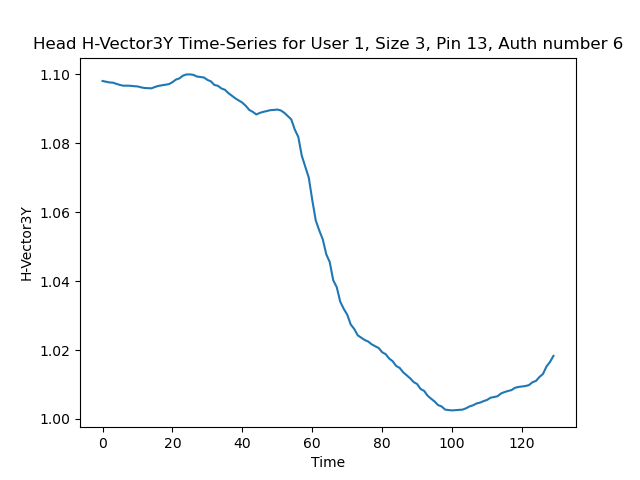 Head H-Vector3Y Time-Series for User 1, Size 3, Pin 13, Auth number 6
1.10
1.08
1.06
1.04
1.02
1.00
H-Vector3Y
0 20 40 60 80 100 120
Time